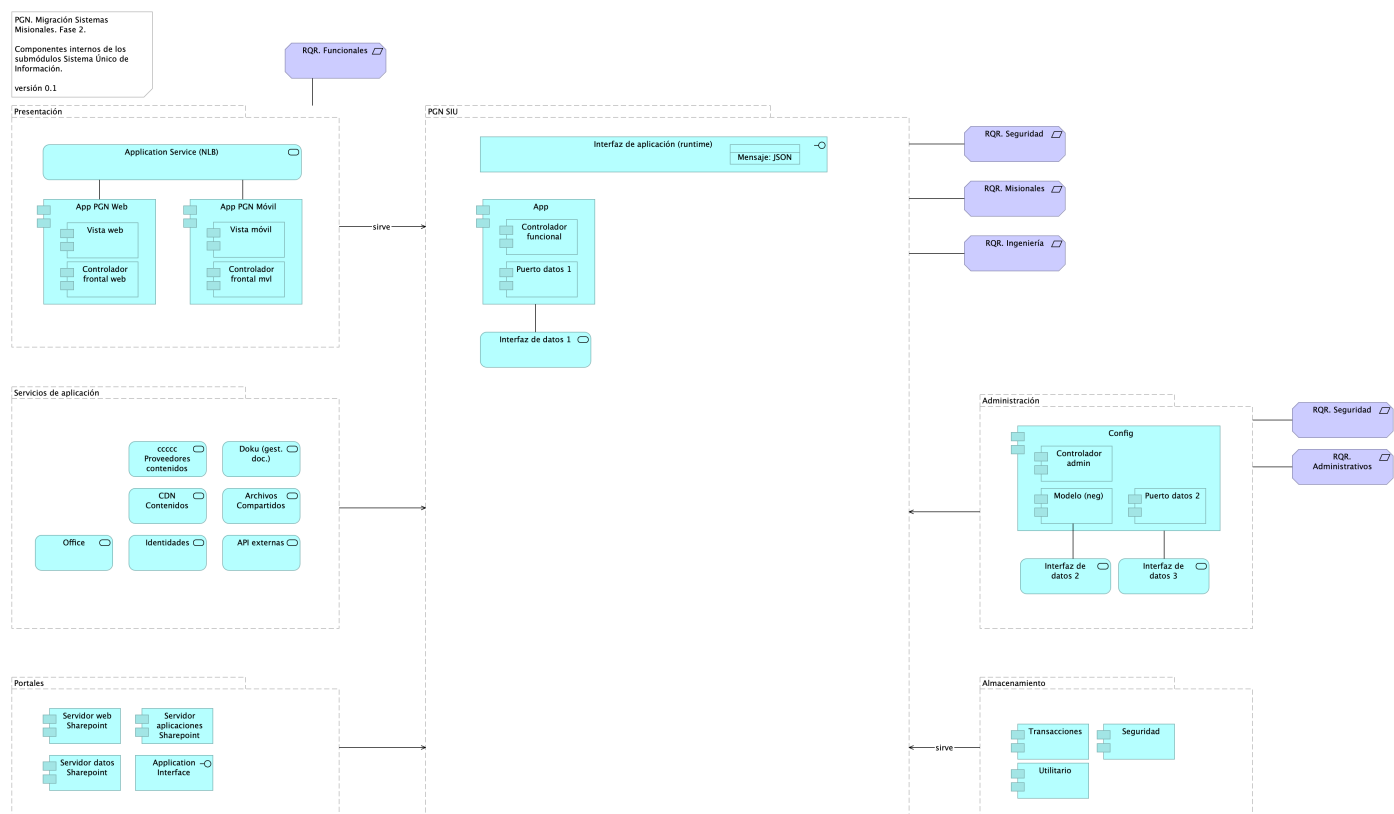 PGN. Migración Sistemas
Misionales. Fase 2.
Componentes internos de los
submódulos Sistema Único de
Información.
versión 0.1
RQR. Funcionales
Presentación
Application Service (NLB)
App PGN Web
Vista web
Controlador
frontal web
App PGN Móvil
Vista móvil
Controlador
frontal mvl
sirve
PGN SIU
Interfaz de aplicación (runtime)
Mensaje: JSON
App
Controlador
funcional
Puerto datos 1
Interfaz de datos 1
RQR. Seguridad
RQR. Misionales
RQR. Ingeniería
Servicios de aplicación
ccccc
Proveedores
contenidos
Doku (gest.
doc.)
CDN
Contenidos
Archivos
Compartidos
Office
Identidades
API externas
Administración
Config
Controlador
admin
Modelo (neg)
Puerto datos 2
Interfaz de
datos 2
Interfaz de
datos 3
RQR. Seguridad
RQR.
Administrativos
Portales
Servidor web
Sharepoint
Servidor
aplicaciones
Sharepoint
Servidor datos
Sharepoint
Application
Interface
sirve
Almacenamiento
Transacciones
Seguridad
Utilitario